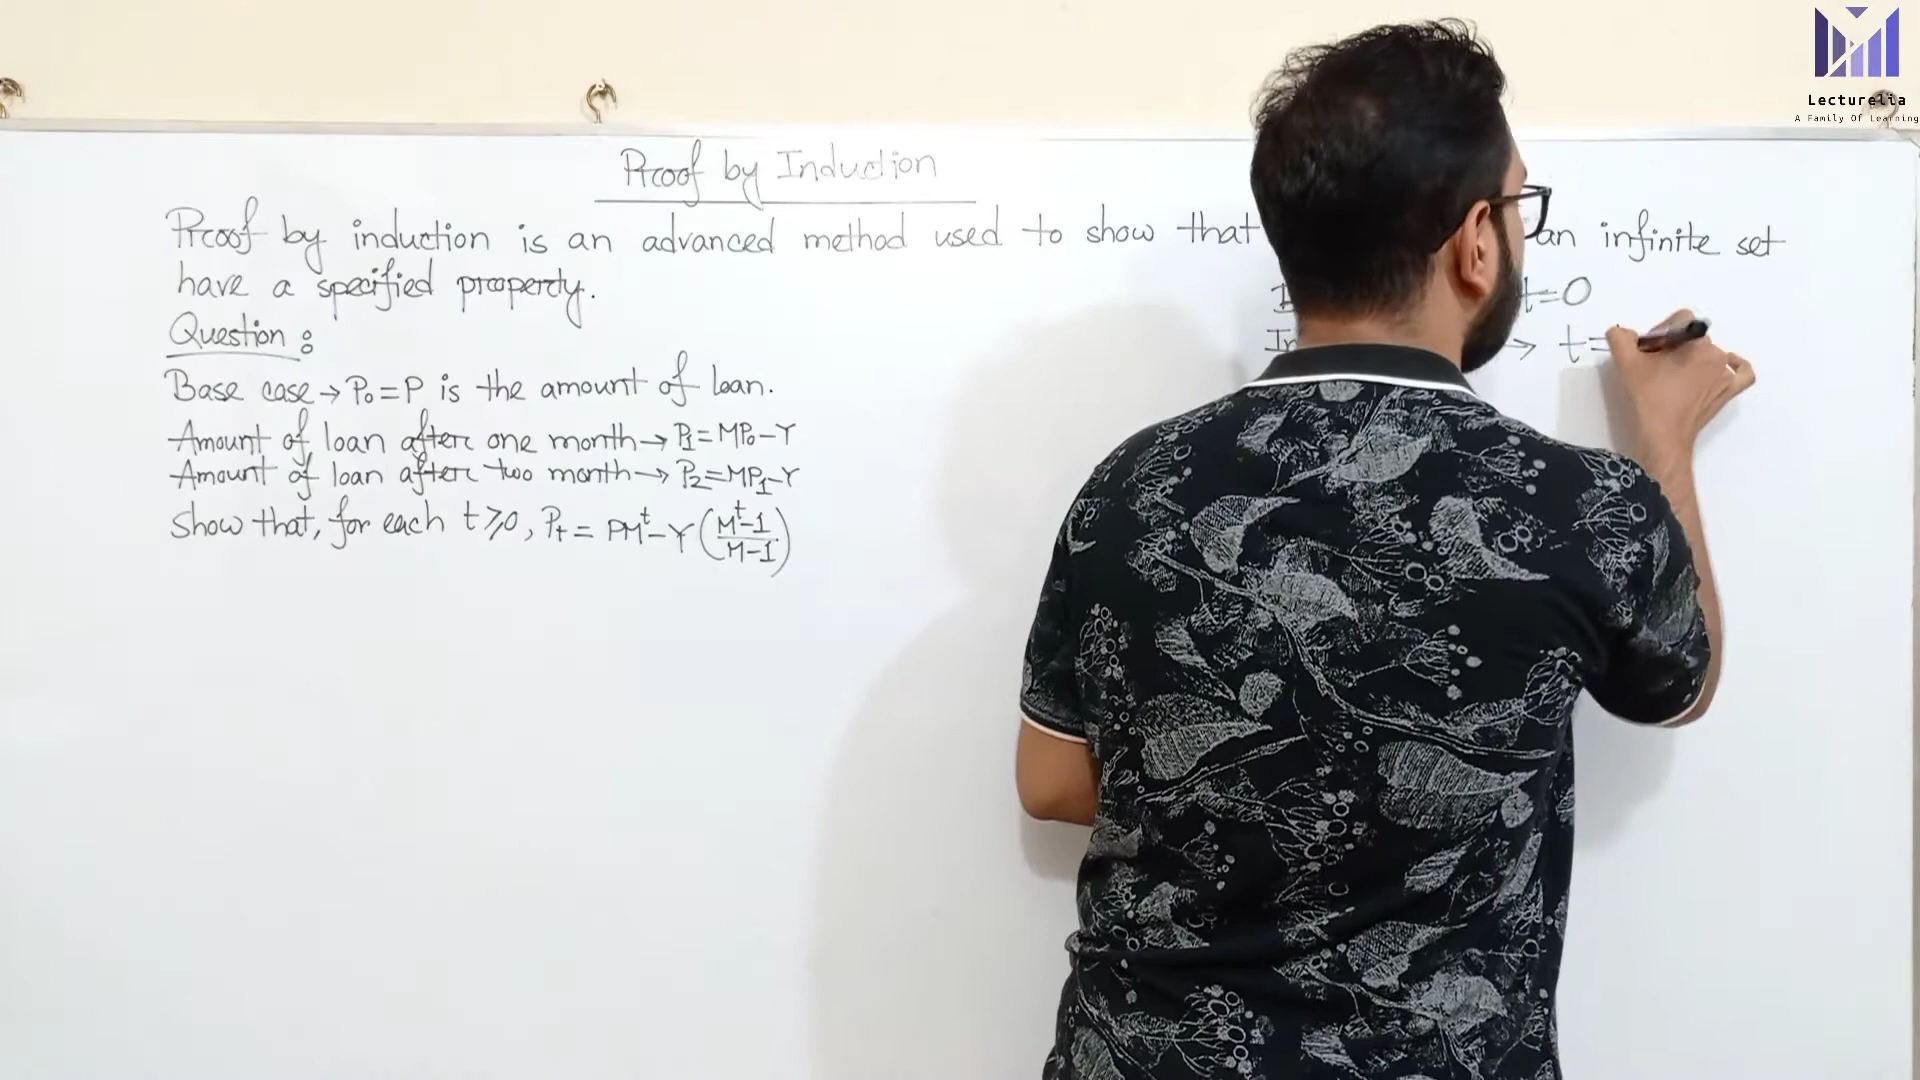 Lecturelia
A Family Of Learning
Proof by Induction
Proof by induction is an advanced method used to show that an infinite set
have a specified property.
Question :
Base case → P₀ = P is the amount of loan.
Amount of loan after one month → P₁ = MP₀ - Y
Amount of loan after two month → P₂ = MP₁ - Y
Show that, for each t ≥ 0, Pₜ = PMᵗ - Y (Mᵗ-1 / M-1)
t=0
→ t=